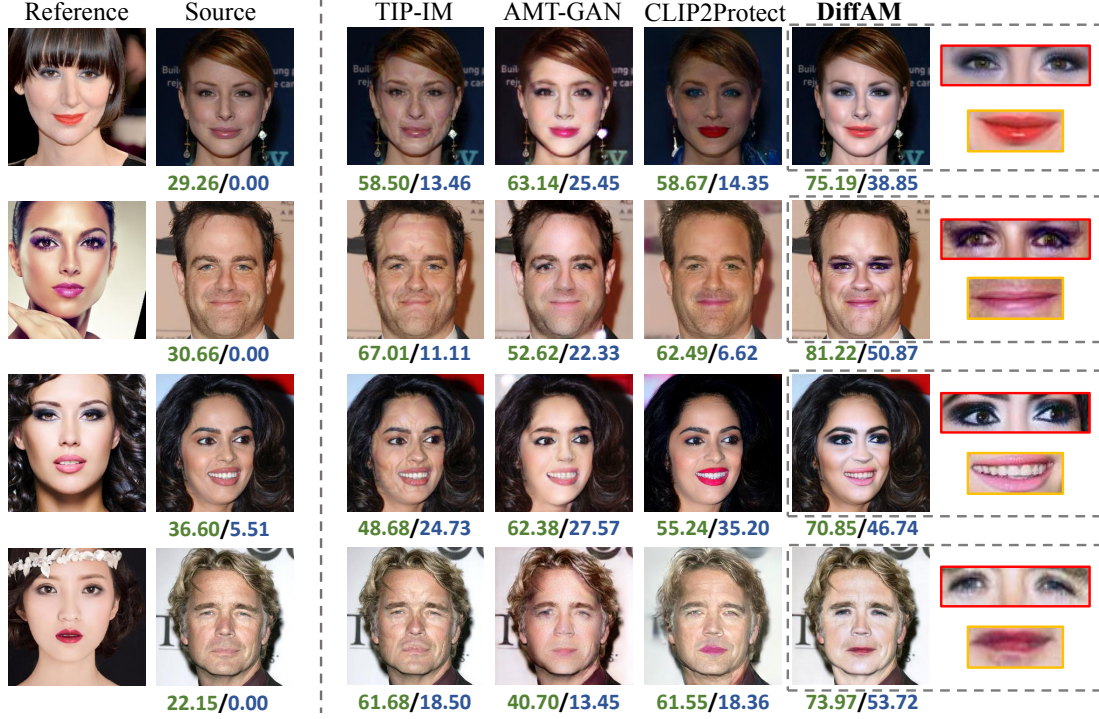 Reference Source TIP-IM AMT-GAN CLIP2Protect DiffAM
29.26/0.00 58.50/13.46 63.14/25.45 58.67/14.35 75.19/38.85
30.66/0.00 67.01/11.11 52.62/22.33 62.49/6.62 81.22/50.87
36.60/5.51 48.68/24.73 62.38/27.57 55.24/35.20 70.85/46.74
22.15/0.00 61.68/18.50 40.70/13.45 61.55/18.36 73.97/53.72